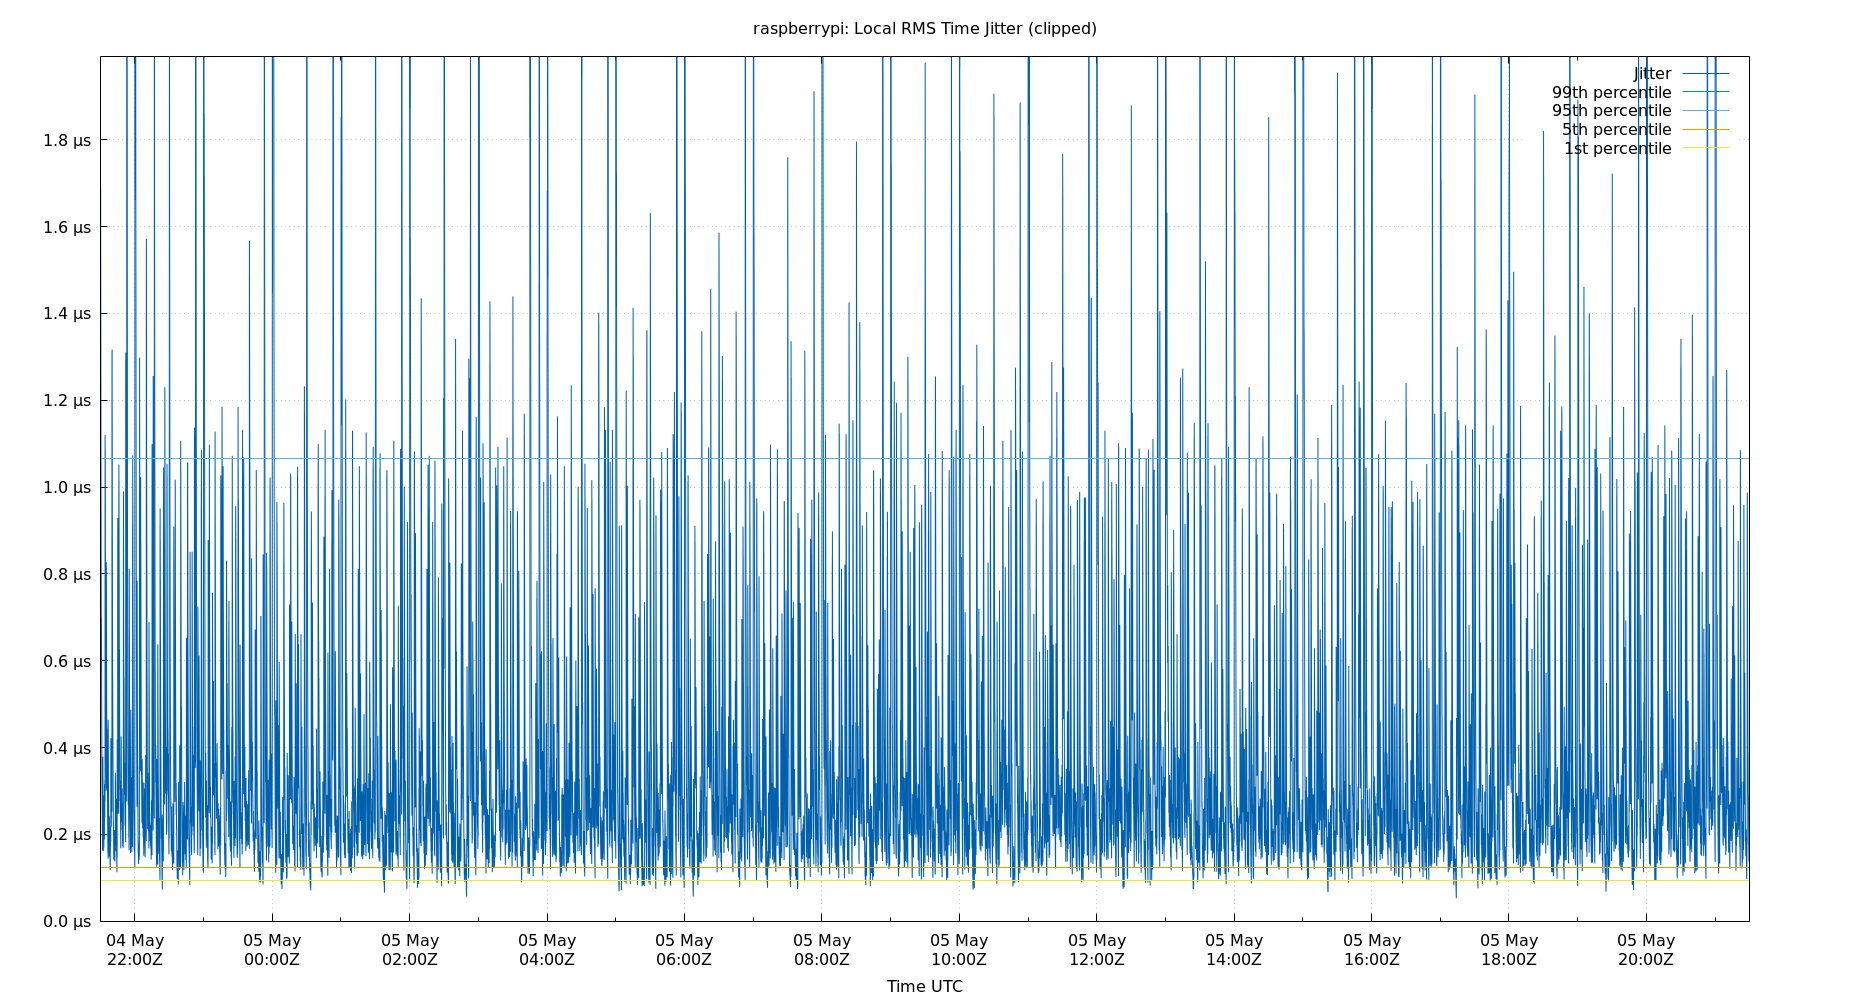 raspberrypi: Local RMS Time Jitter (clipped)
Jitter
99th percentile
95th percentile
5th percentile
1st percentile
1.8 µs
1.6 µs
1.4 µs
1.2 µs
1.0 µs
0.8 µs
0.6 µs
0.4 µs
0.2 µs
0.0 µs
04 May 05 May 05 May 05 May 05 May 05 May 05 May 05 May 05 May 05 May 05 May 05 May
22:00Z 00:00Z 02:00Z 04:00Z 06:00Z 08:00Z 10:00Z 12:00Z 14:00Z 16:00Z 18:00Z 20:00Z
Time UTC